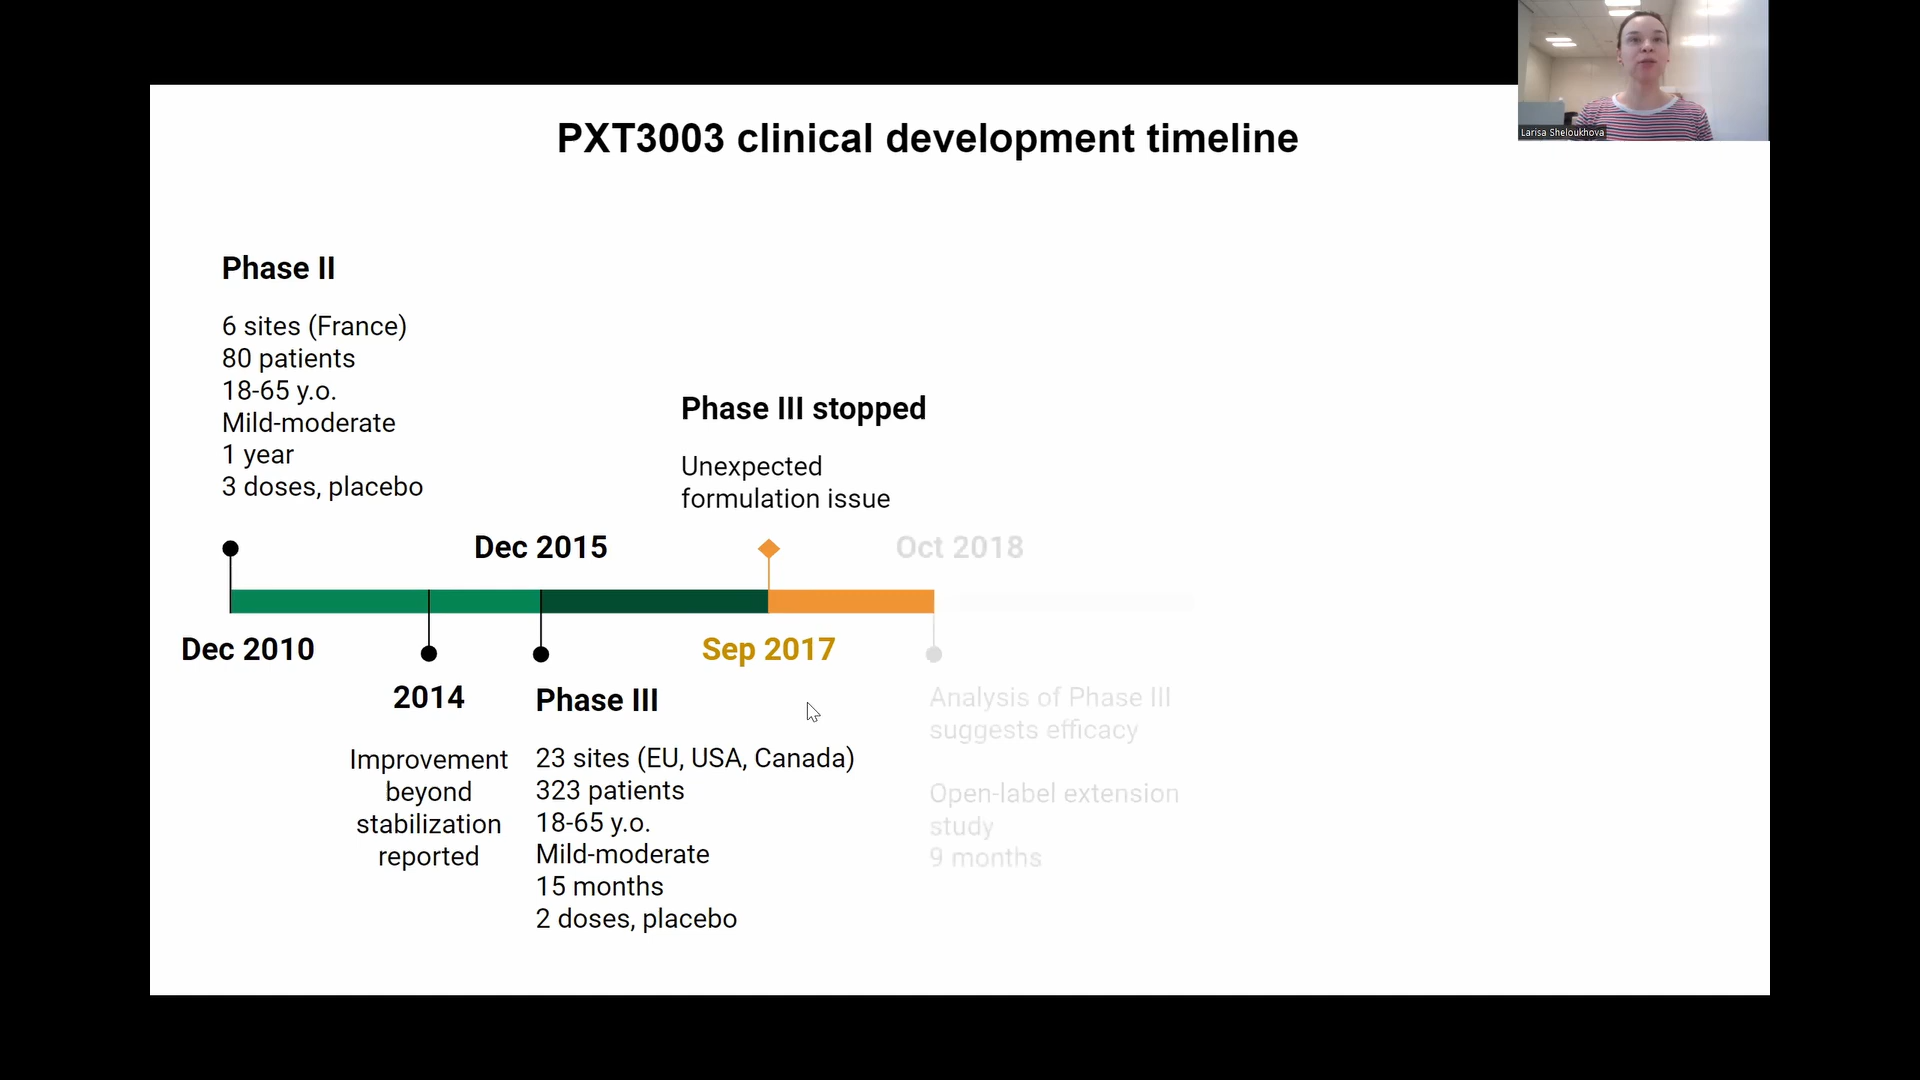 PXT3003 clinical development timeline
Larisa Sheloukhova
Phase II
6 sites (France)
80 patients
18-65 y.o.
Mild-moderate
1 year
3 doses, placebo
Phase III stopped
Unexpected
formulation issue
Dec 2015
Oct 2018
Dec 2010
Sep 2017
2014
Improvement
beyond
stabilization
reported
Phase III
23 sites (EU, USA, Canada)
323 patients
18-65 y.o.
Mild-moderate
15 months
2 doses, placebo
Analysis of Phase III
suggests efficacy
Open-label extension
study
9 months